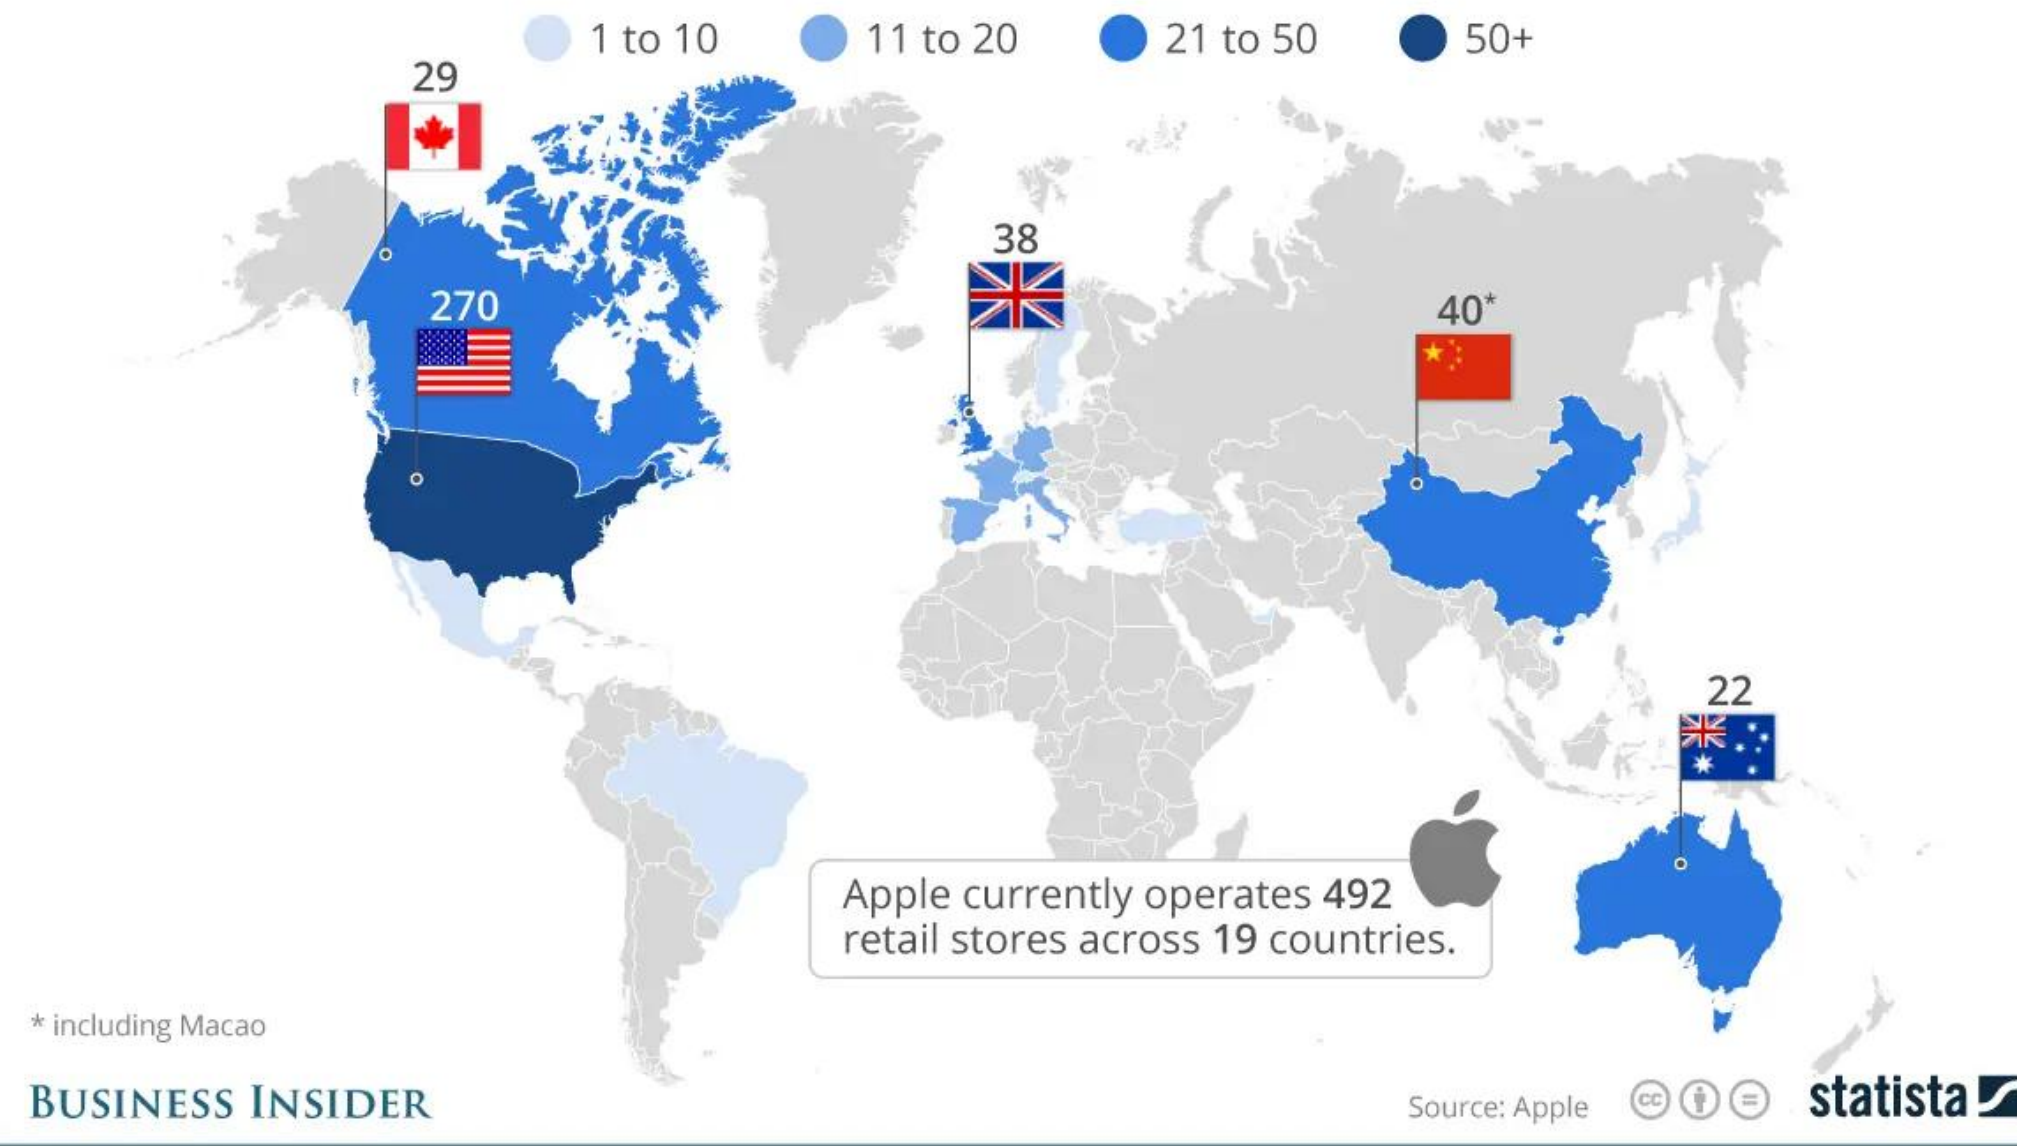 1 to 10
11 to 20
21 to 50
50+
29
270
38
40*
22
Apple currently operates 492
retail stores across 19 countries.
* including Macao
BUSINESS INSIDER
Source: Apple
cc
=
statista